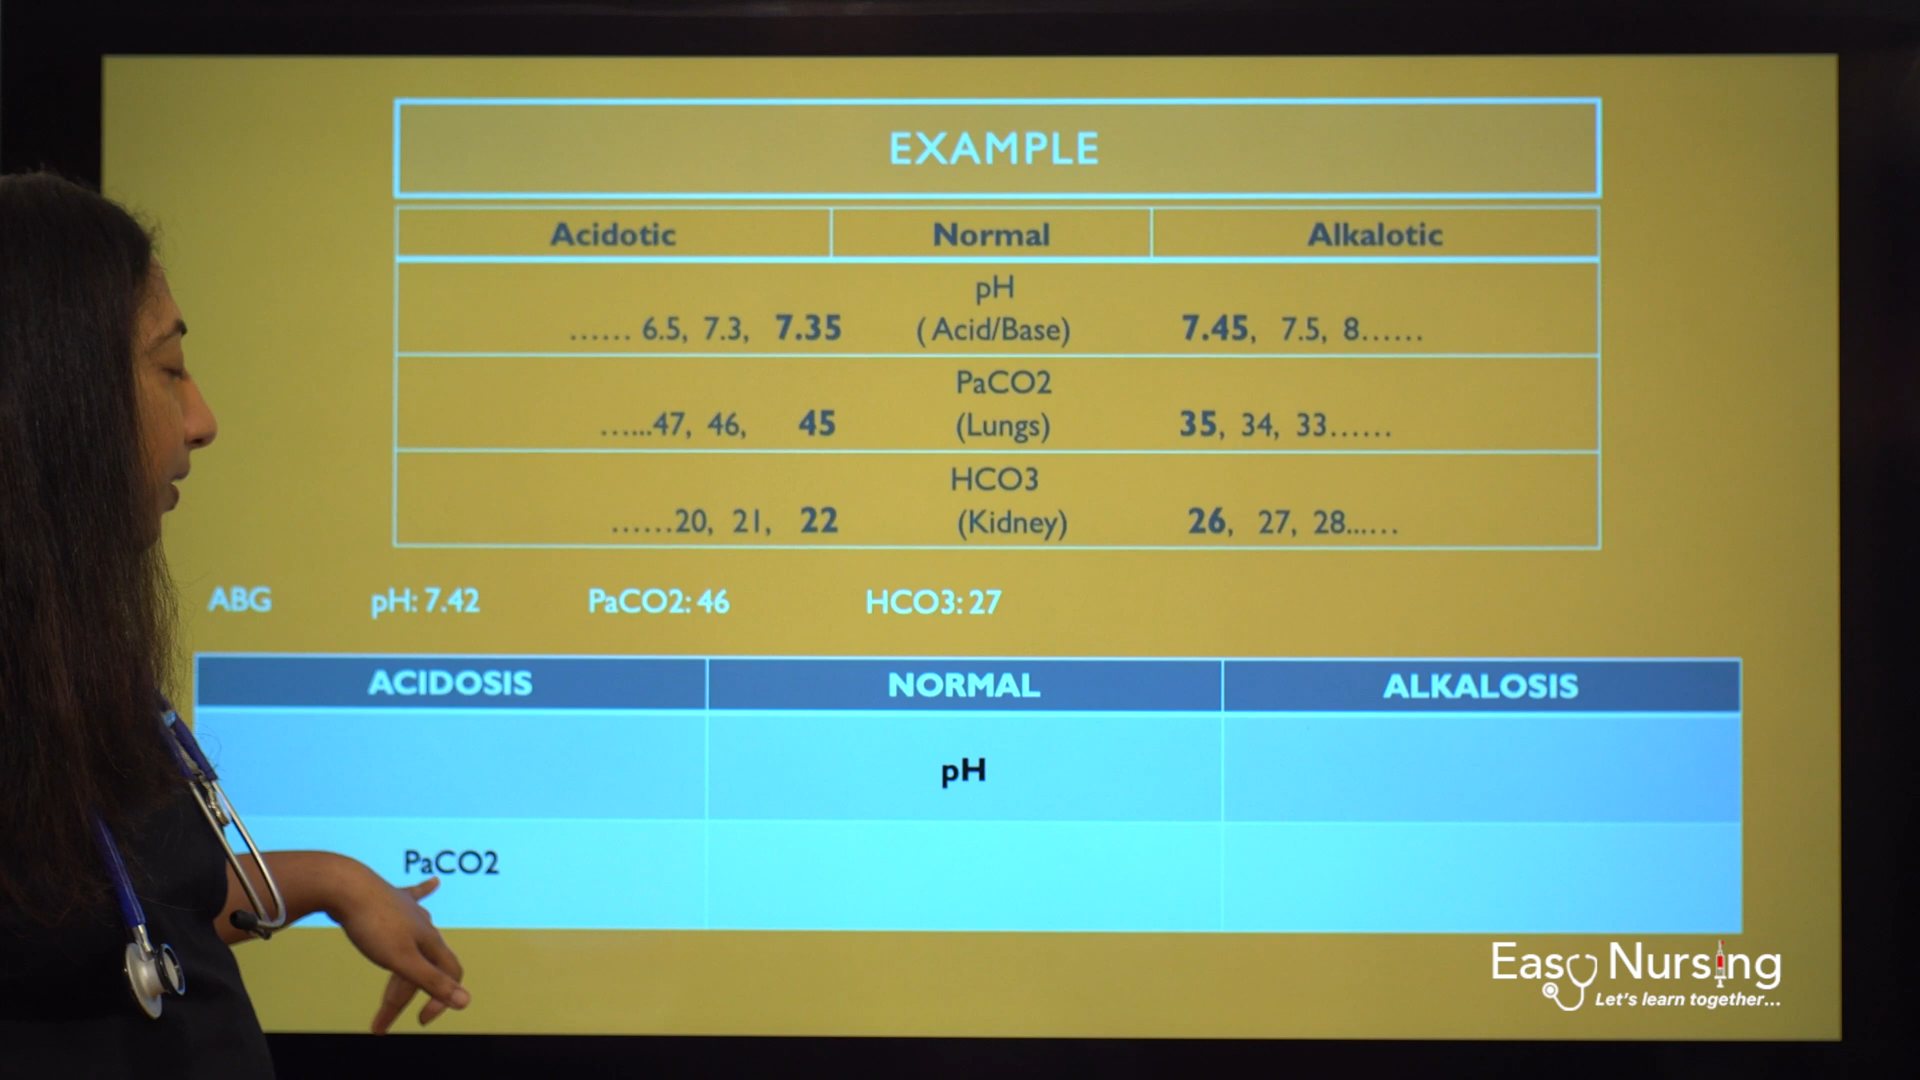 EXAMPLE
Acidotic Normal Alkalotic
pH
...... 6.5, 7.3, 7.35 (Acid/Base) 7.45, 7.5, 8......
PaCO2
......47, 46, 45 (Lungs) 35, 34, 33......
HCO3
......20, 21, 22 (Kidney) 26, 27, 28......
ABG pH: 7.42 PaCO2: 46 HCO3: 27
ACIDOSIS NORMAL ALKALOSIS
pH
PaCO2
Easy Nursing
Let's learn together...